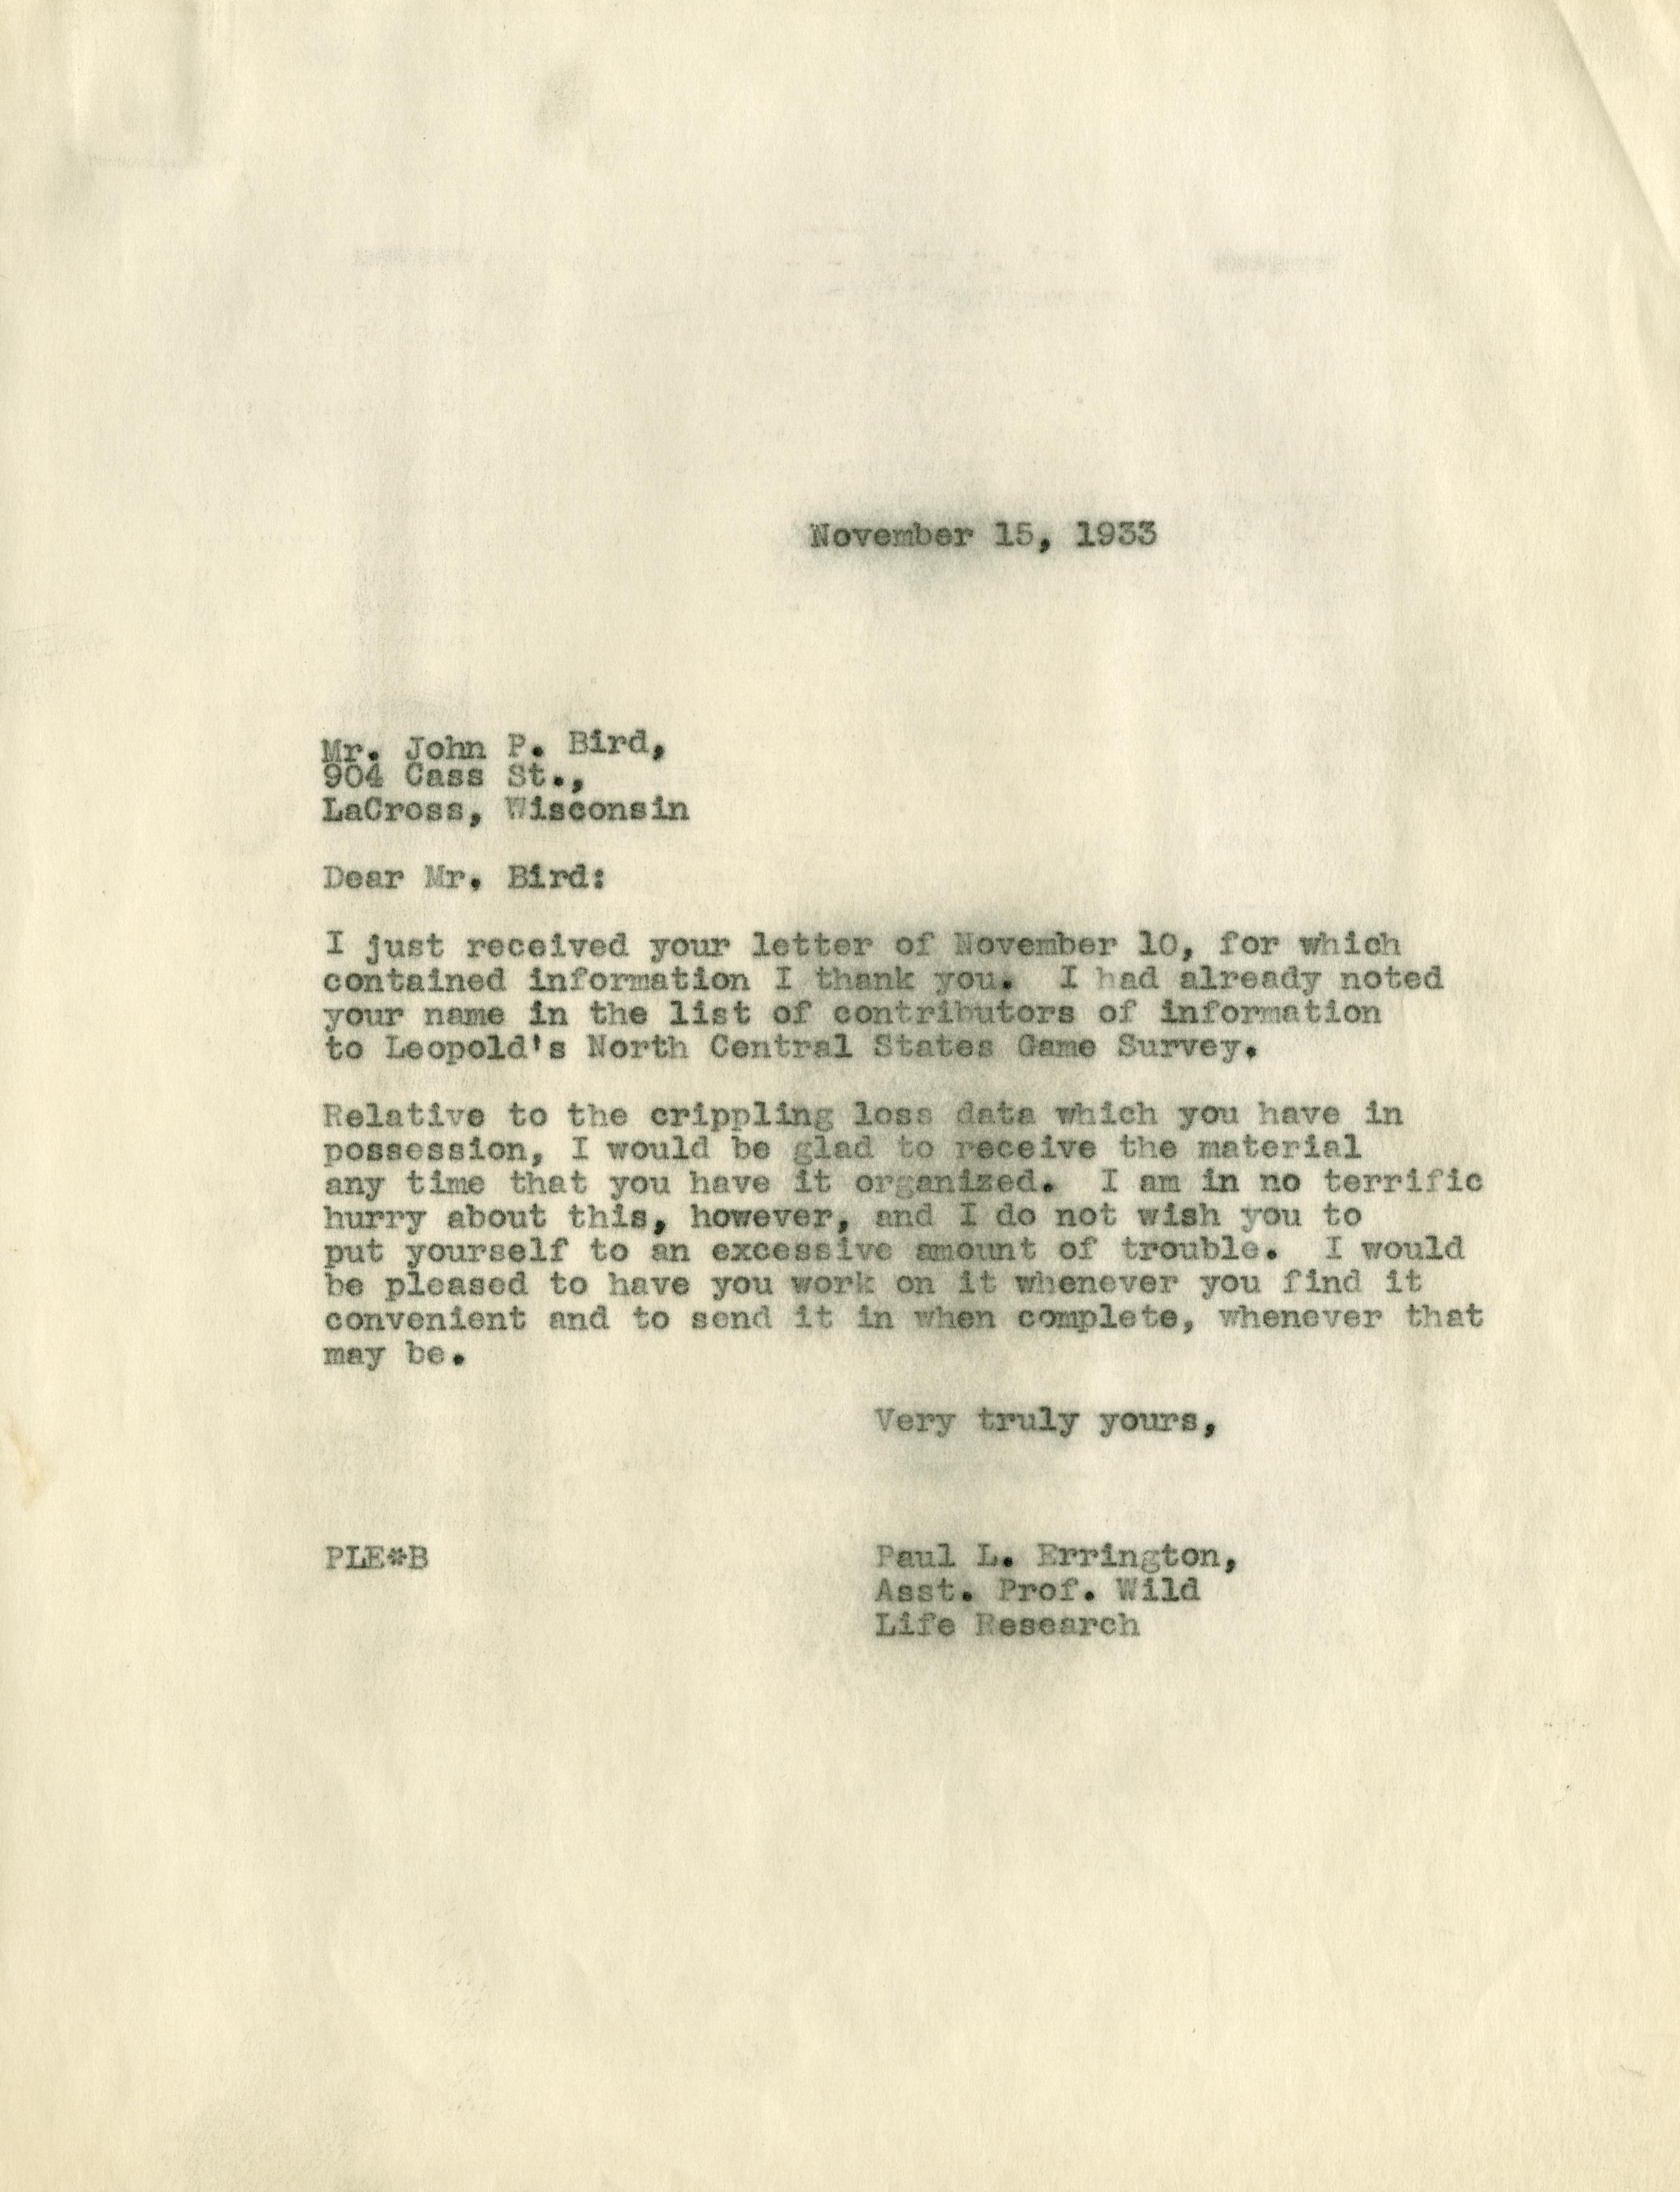 November 15, 1933
Mr. John P. Bird,
904 Cass St.,
LaCross, Wisconsin
Dear Mr. Bird:
I just received your letter of November 10, for which
contained information I thank you. I had already noted
your name in the list of contributors of information
to Leopold's North Central States Game Survey.
Relative to the crippling loss data which you have in
possession, I would be glad to receive the material
any time that you have it organized. I am in no terrific
hurry about this, however, and I do not wish you to
put yourself to an excessive amount of trouble. I would
be pleased to have you work on it whenever you find it
convenient and to send it in when complete, whenever that
may be.
Very truly yours,
PLE*B
Paul L. Errington,
Asst. Prof. Wild
Life Research